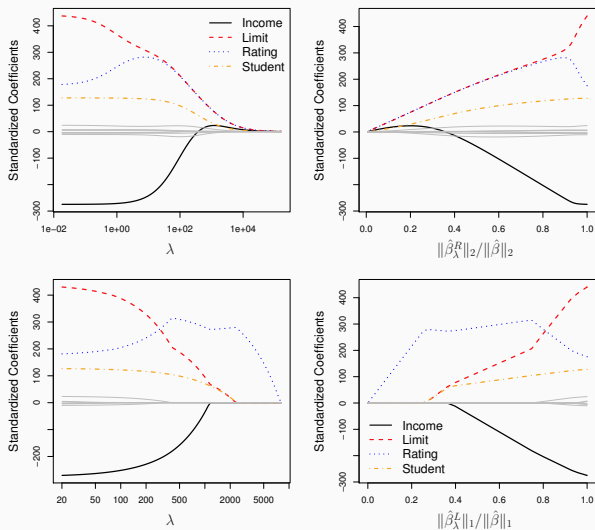 Income
Limit
Rating
Student
Standardized Coefficients
−300 −100 0 100 200 300 400
1e−02 1e+00 1e+02 1e+04
λ
Standardized Coefficients
−300 −100 0 100 200 300 400
0.0 0.2 0.4 0.6 0.8 1.0
‖β̂λᴿ‖₂/‖β̂‖₂
Standardized Coefficients
−200 0 100 200 300 400
20 50 100 200 500 2000 5000
λ
Standardized Coefficients
−300 −100 0 100 200 300 400
Income
Limit
Rating
Student
0.0 0.2 0.4 0.6 0.8 1.0
‖β̂λᴸ‖₁/‖β̂‖₁